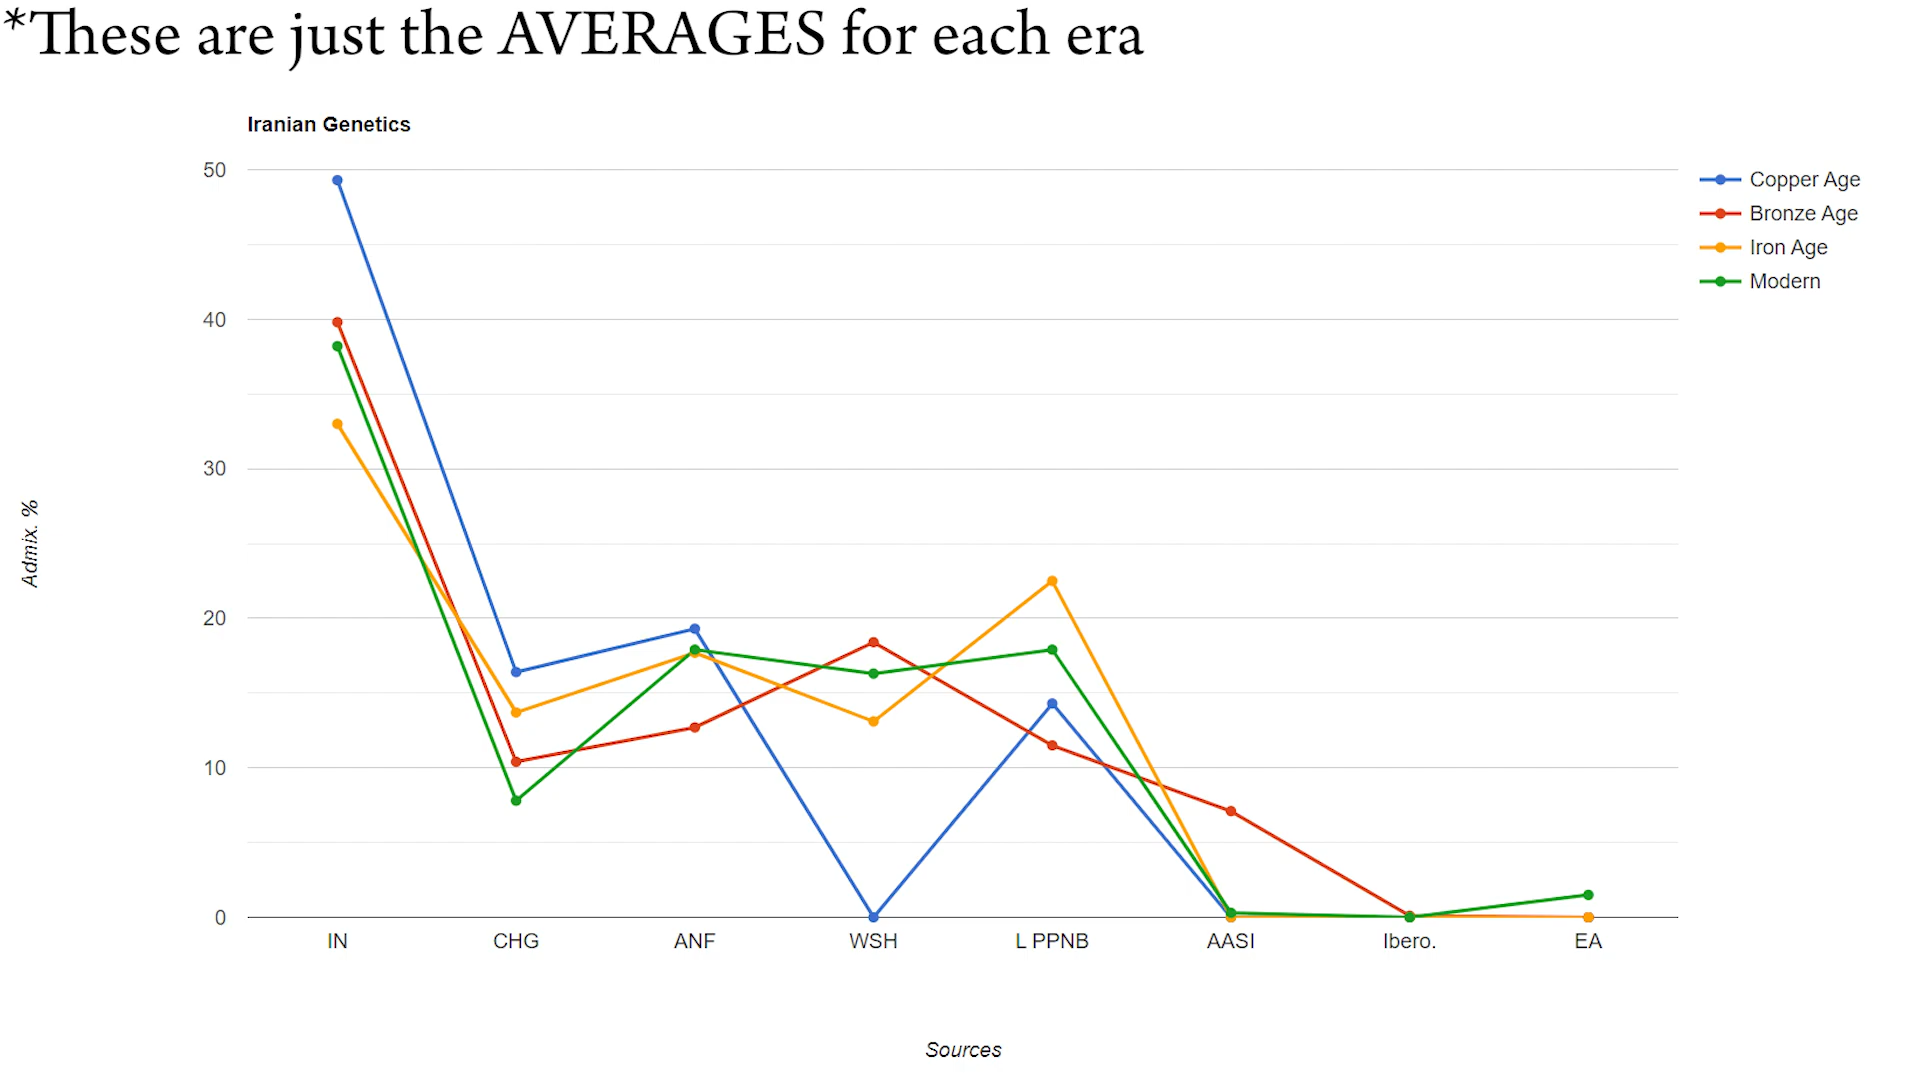 *These are just the AVERAGES for each era
Iranian Genetics
50
40
30
20
10
0
Admix. %
IN
CHG
ANF
WSH
L PPNB
AASI
Ibero.
EA
Sources
Copper Age
Bronze Age
Iron Age
Modern